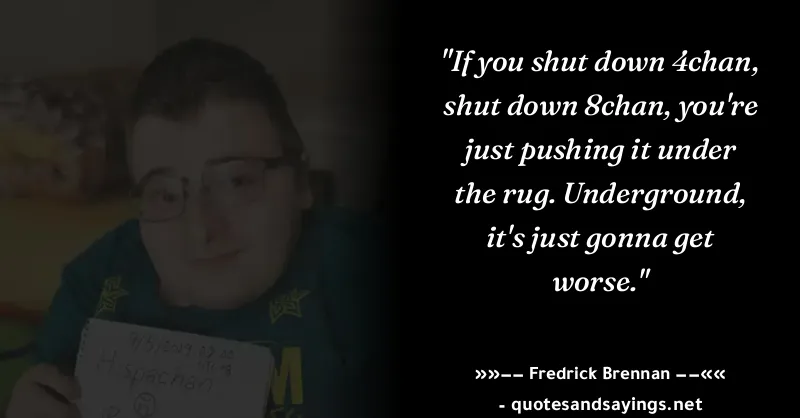 "If you shut down 4chan,
shut down 8chan, you're
just pushing it under
the rug. Underground,
it's just gonna get
worse."
»»−− Fredrick Brennan −−««
- quotesandsayings.net